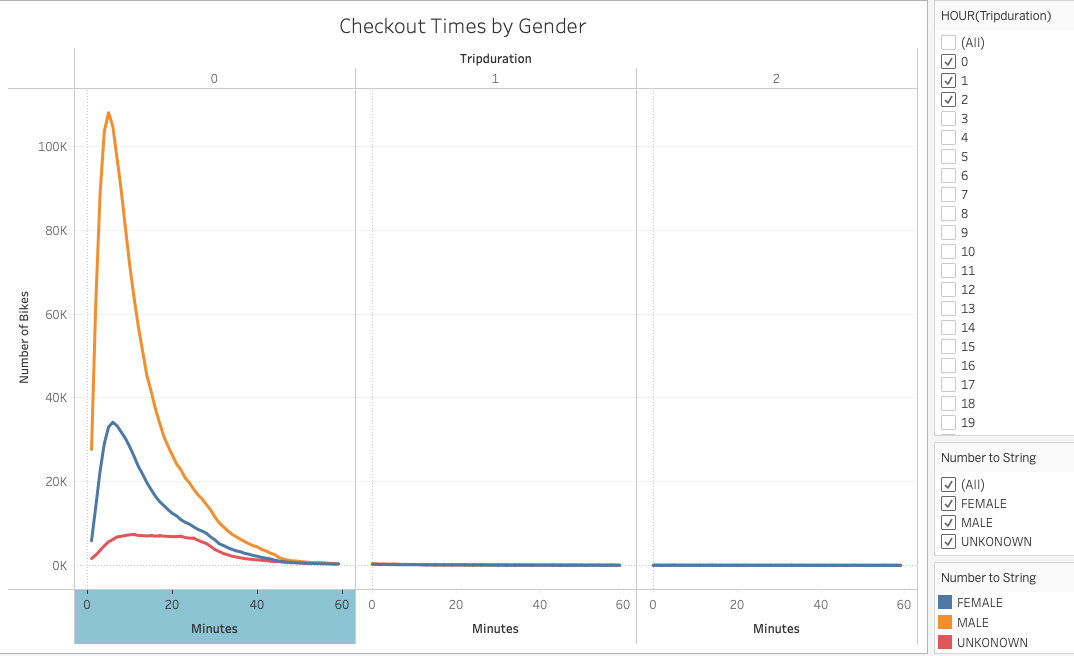 Checkout Times by Gender
Tripduration
0 1 2
100K
80K
60K
40K
20K
0K
Number of Bikes
0 20 40 60 0 20 40 60 0 20 40 60
Minutes Minutes Minutes
HOUR(Tripduration)
(All)
0
1
2
3
4
5
6
7
8
9
10
11
12
13
14
15
16
17
18
19
Number to String
(All)
FEMALE
MALE
UNKONOWN
Number to String
FEMALE
MALE
UNKONOWN